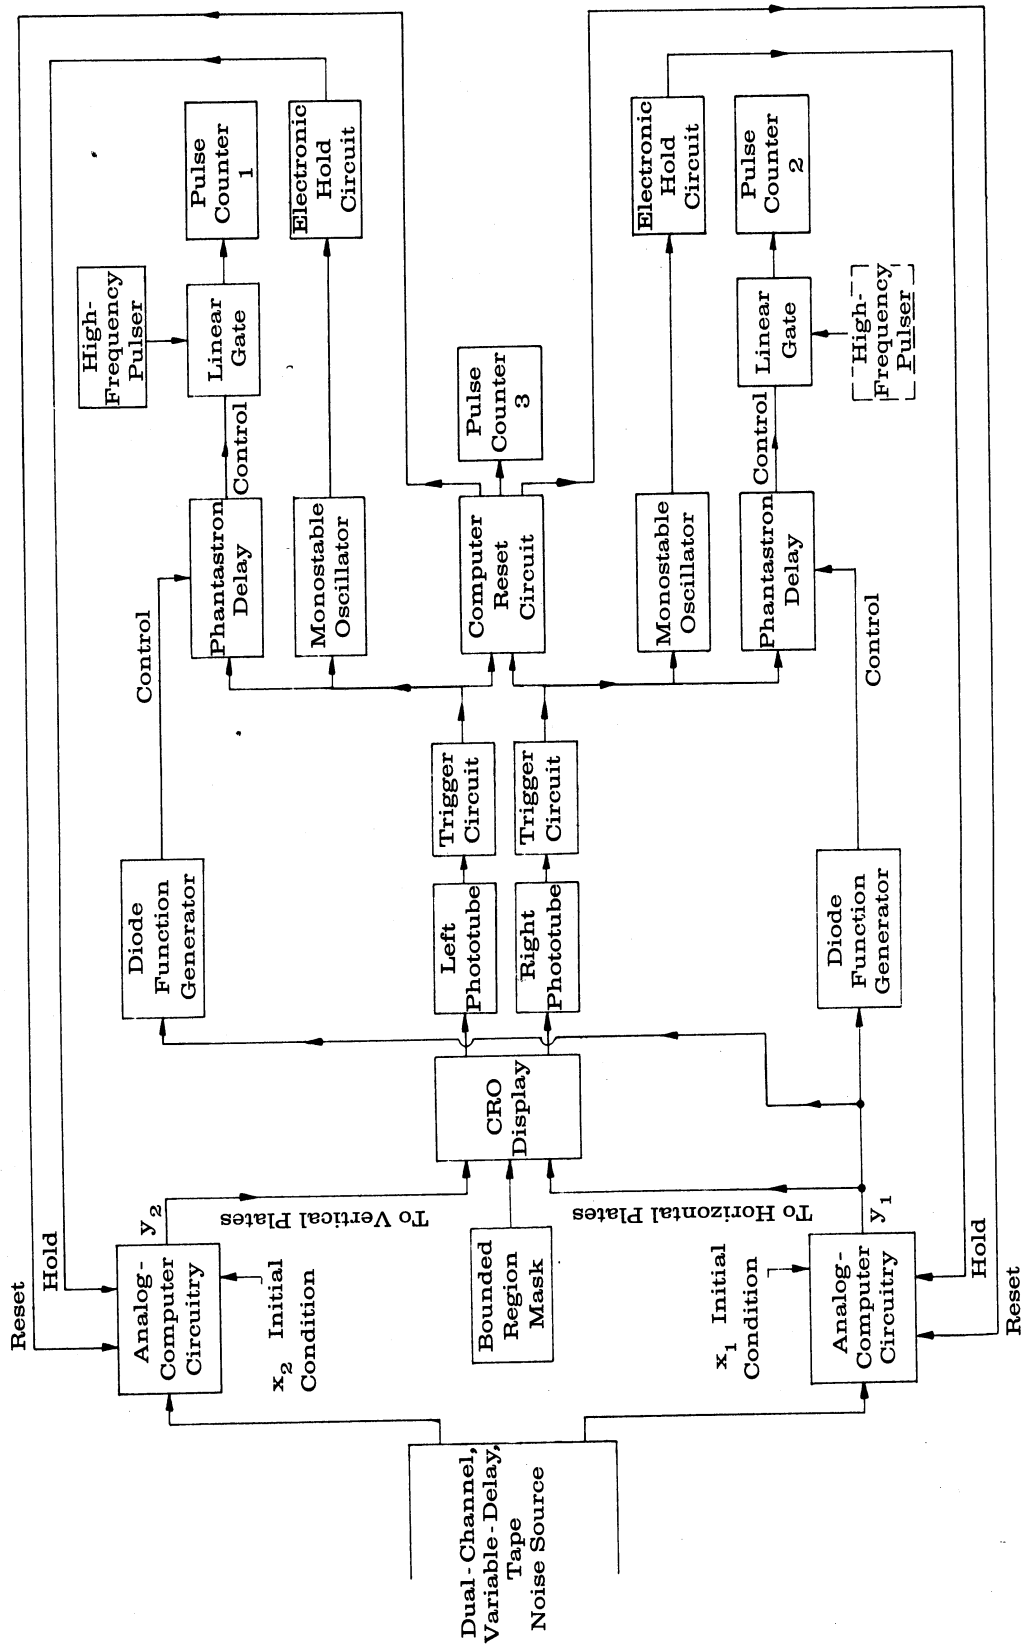 Reset
Hold
Analog-
Computer
Circuitry
y2
x2 Initial
Condition
To Vertical Plates
Dual-Channel,
Variable-Delay,
Tape
Noise Source
Bounded
Region
Mask
To Horizontal Plates
x1 Initial
Condition
Analog-
Computer
Circuitry
y1
Hold
Reset
CRO
Display
Diode
Function
Generator
Left
Phototube
Right
Phototube
Diode
Function
Generator
Trigger
Circuit
Trigger
Circuit
Control
Phantastron
Delay
Monostable
Oscillator
Computer
Reset
Circuit
Monostable
Oscillator
Phantastron
Delay
Control
Control
Control
High-
Frequency
Pulser
Linear
Gate
Pulse
Counter
3
Linear
Gate
High-
Frequency
Pulser
Pulse
Counter
1
Electronic
Hold
Circuit
Electronic
Hold
Circuit
Pulse
Counter
2